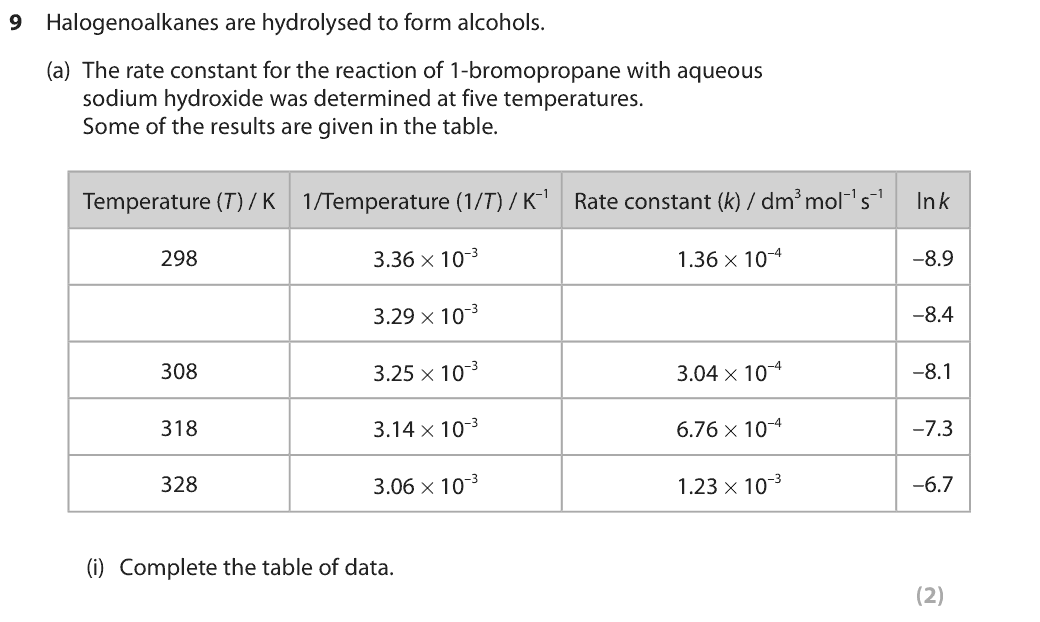 9 Halogenoalkanes are hydrolysed to form alcohols.
(a) The rate constant for the reaction of 1-bromopropane with aqueous
sodium hydroxide was determined at five temperatures.
Some of the results are given in the table.
Temperature (T) / K 1/Temperature (1/T) / K⁻¹ Rate constant (k) / dm³ mol⁻¹ s⁻¹ ln k
298 3.36 × 10⁻³ 1.36 × 10⁻⁴ –8.9
3.29 × 10⁻³ –8.4
308 3.25 × 10⁻³ 3.04 × 10⁻⁴ –8.1
318 3.14 × 10⁻³ 6.76 × 10⁻⁴ –7.3
328 3.06 × 10⁻³ 1.23 × 10⁻³ –6.7
(i) Complete the table of data.
(2)